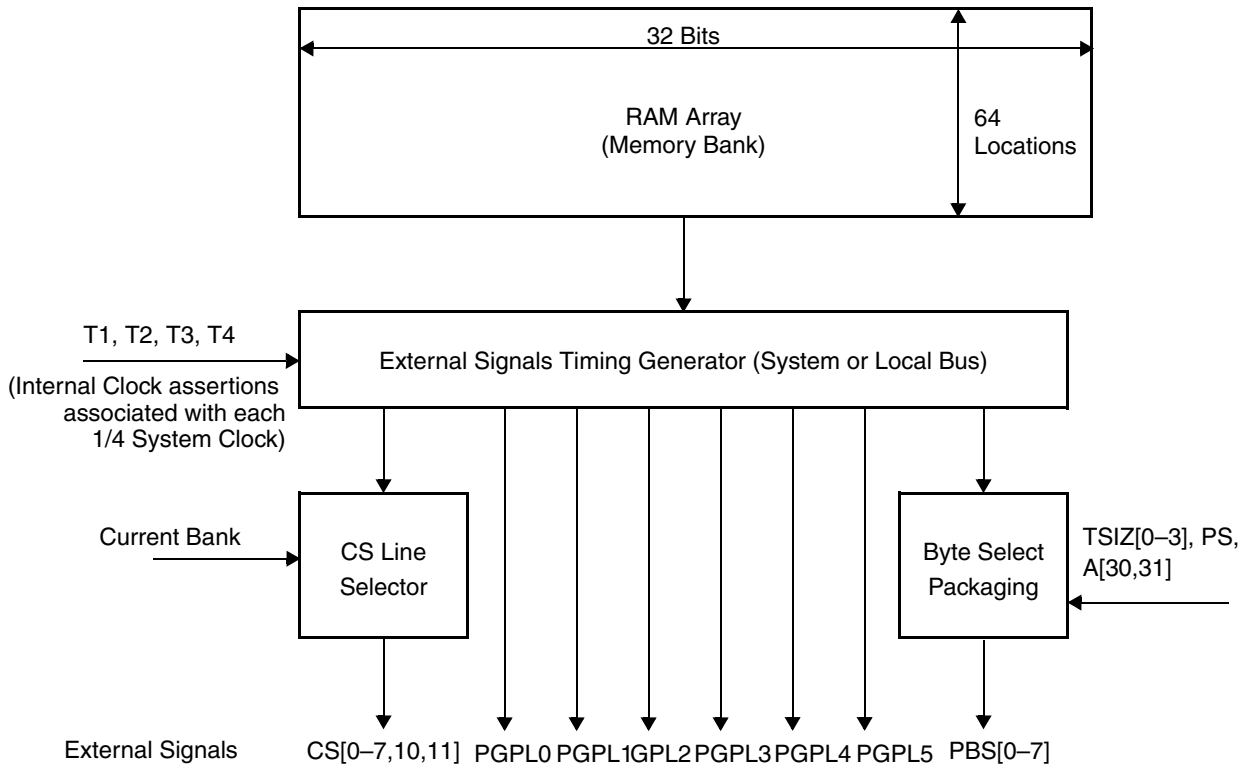 32 Bits
RAM Array
(Memory Bank)
64
Locations
T1, T2, T3, T4
(Internal Clock assertions
associated with each
1/4 System Clock)
External Signals Timing Generator (System or Local Bus)
Current Bank
CS Line
Selector
Byte Select
Packaging
TSIZ[0–3], PS,
A[30,31]
External Signals CS[0–7,10,11] PGPL0 PGPL1GPL2 PGPL3 PGPL4 PGPL5 PBS[0–7]